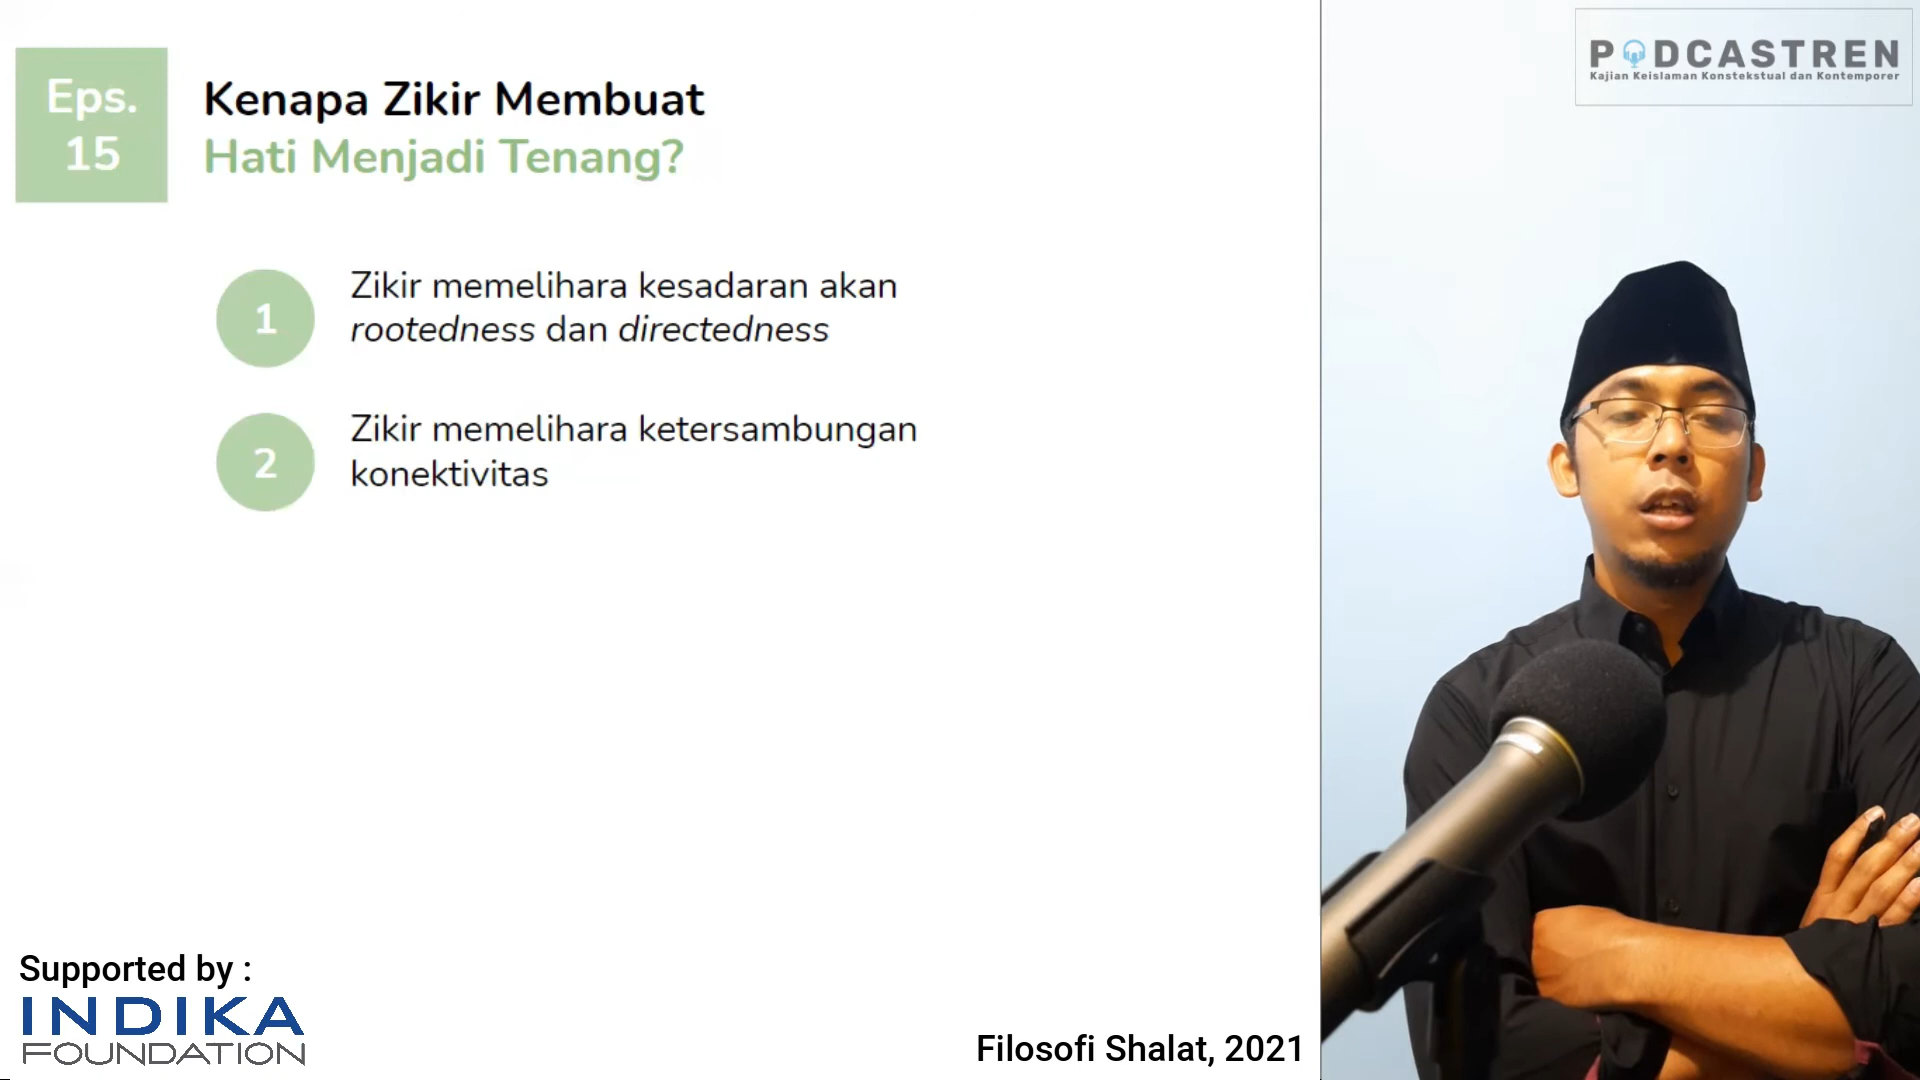 Eps.
15
Kenapa Zikir Membuat
Hati Menjadi Tenang?
1
Zikir memelihara kesadaran akan
rootedness dan directedness
2
Zikir memelihara ketersambungan
konektivitas
Supported by :
INDIKA
FOUNDATION
Filosofi Shalat, 2021
PODCASTREN
Kajian Keislaman Konstekstual dan Kontemporer